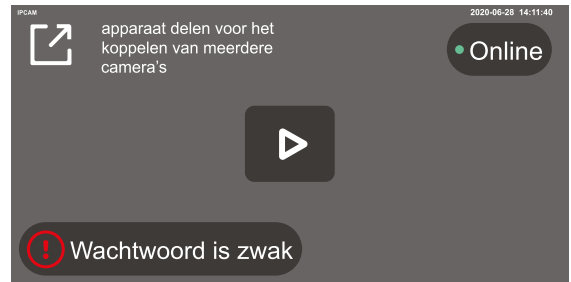 IPCAM
2020-06-28 14:11:40
apparaat delen voor het
koppelen van meerdere
camera's
Online
Wachtwoord is zwak